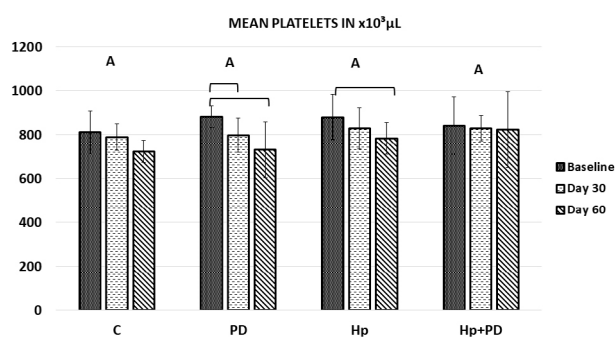 MEAN PLATELETS IN x10³µL
1200
1000
800
600
400
200
0
A
A
A
A
C
PD
Hp
Hp+PD
Baseline
Day 30
Day 60